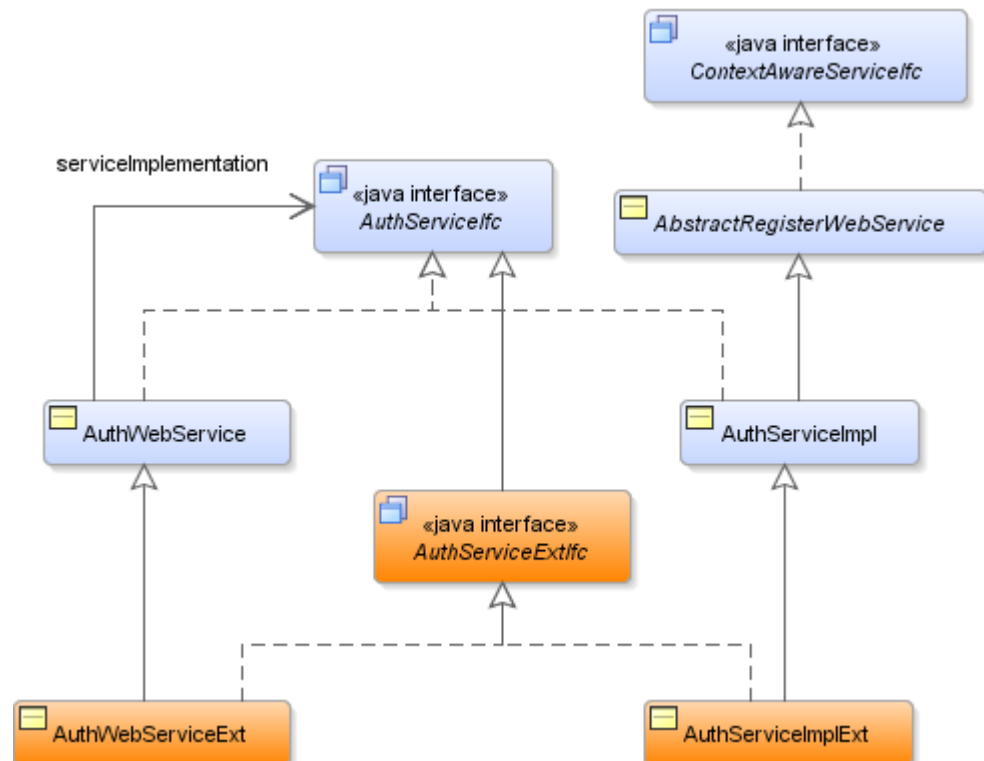 «java interface»
ContextAwareServiceIfc
serviceImplementation
«java interface»
AuthServiceIfc
AbstractRegisterWebService
AuthWebService
AuthServiceImpl
«java interface»
AuthServiceExtIfc
AuthWebServiceExt
AuthServiceImplExt